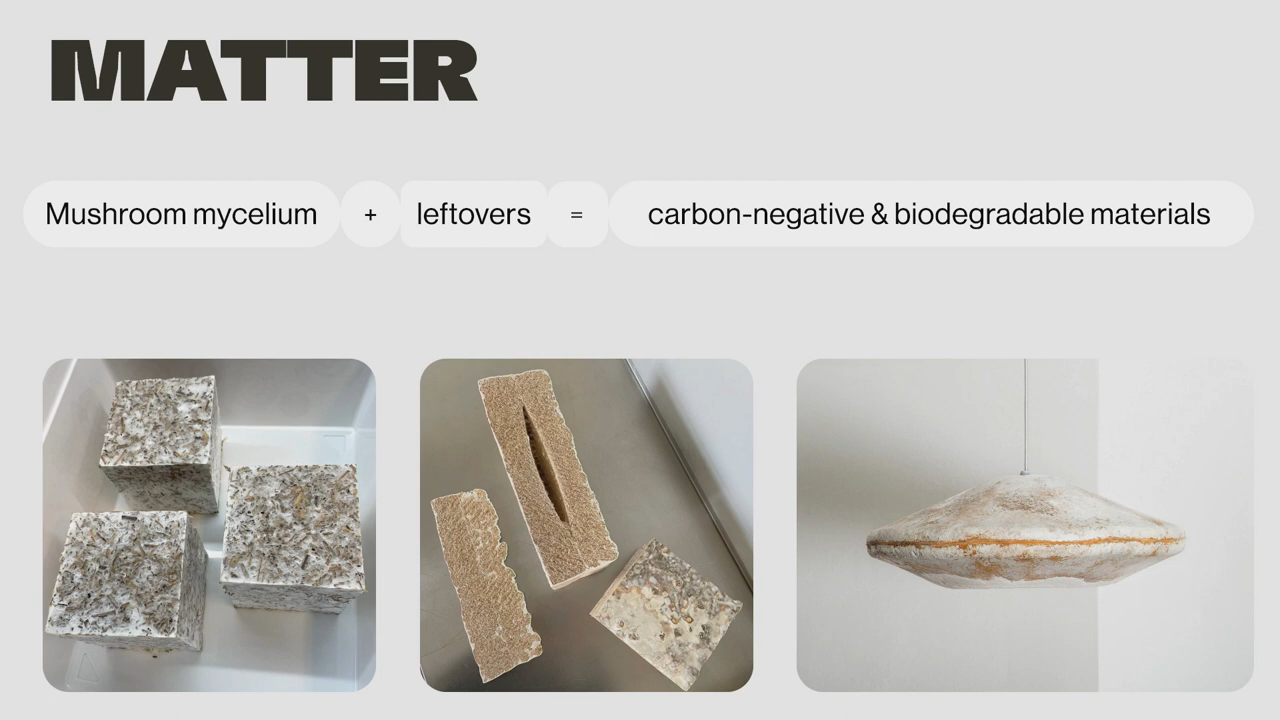 MATTER
Mushroom mycelium + leftovers = carbon-negative & biodegradable materials